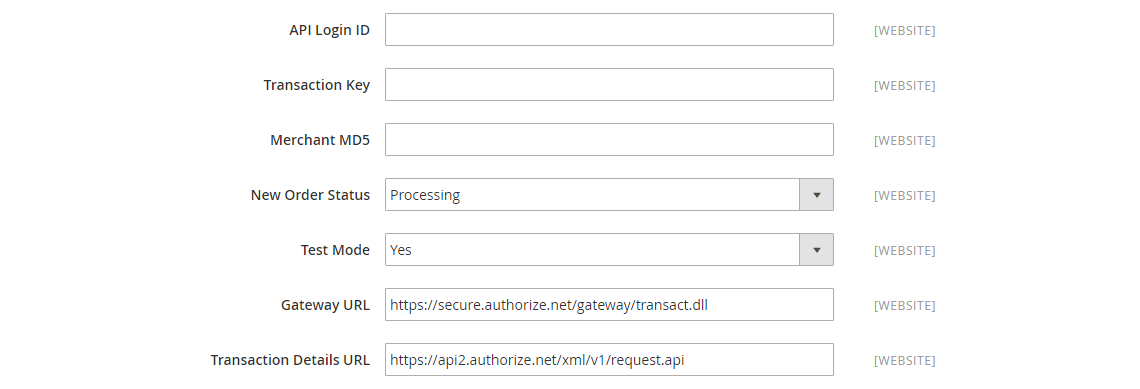 API Login ID [WEBSITE]
Transaction Key [WEBSITE]
Merchant MD5 [WEBSITE]
New Order Status Processing [WEBSITE]
Test Mode Yes [WEBSITE]
Gateway URL https://secure.authorize.net/gateway/transact.dll [WEBSITE]
Transaction Details URL https://api2.authorize.net/xml/v1/request.api [WEBSITE]